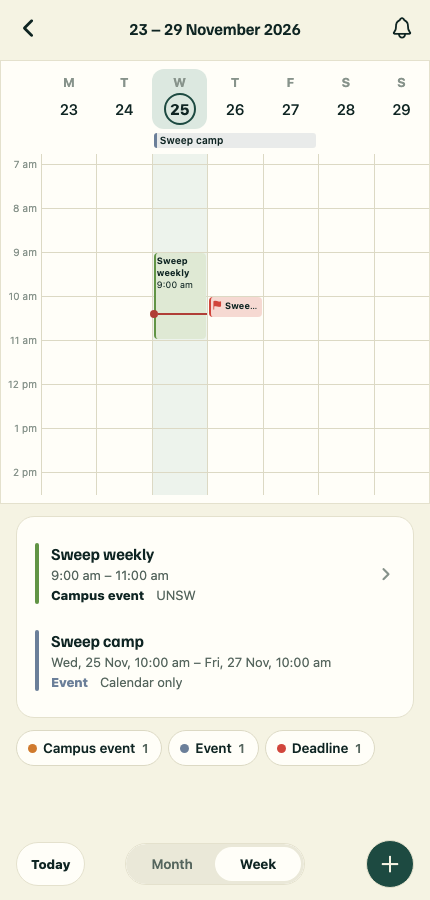 23 – 29 November 2026
M T W T F S S
23 24 25 26 27 28 29
Sweep camp
7 am
8 am
9 am
Sweep
weekly
9:00 am
10 am
Swee...
11 am
12 pm
1 pm
2 pm
Sweep weekly
9:00 am – 11:00 am
Campus event UNSW
Sweep camp
Wed, 25 Nov, 10:00 am – Fri, 27 Nov, 10:00 am
Event Calendar only
Campus event 1 Event 1 Deadline 1
Today Month Week